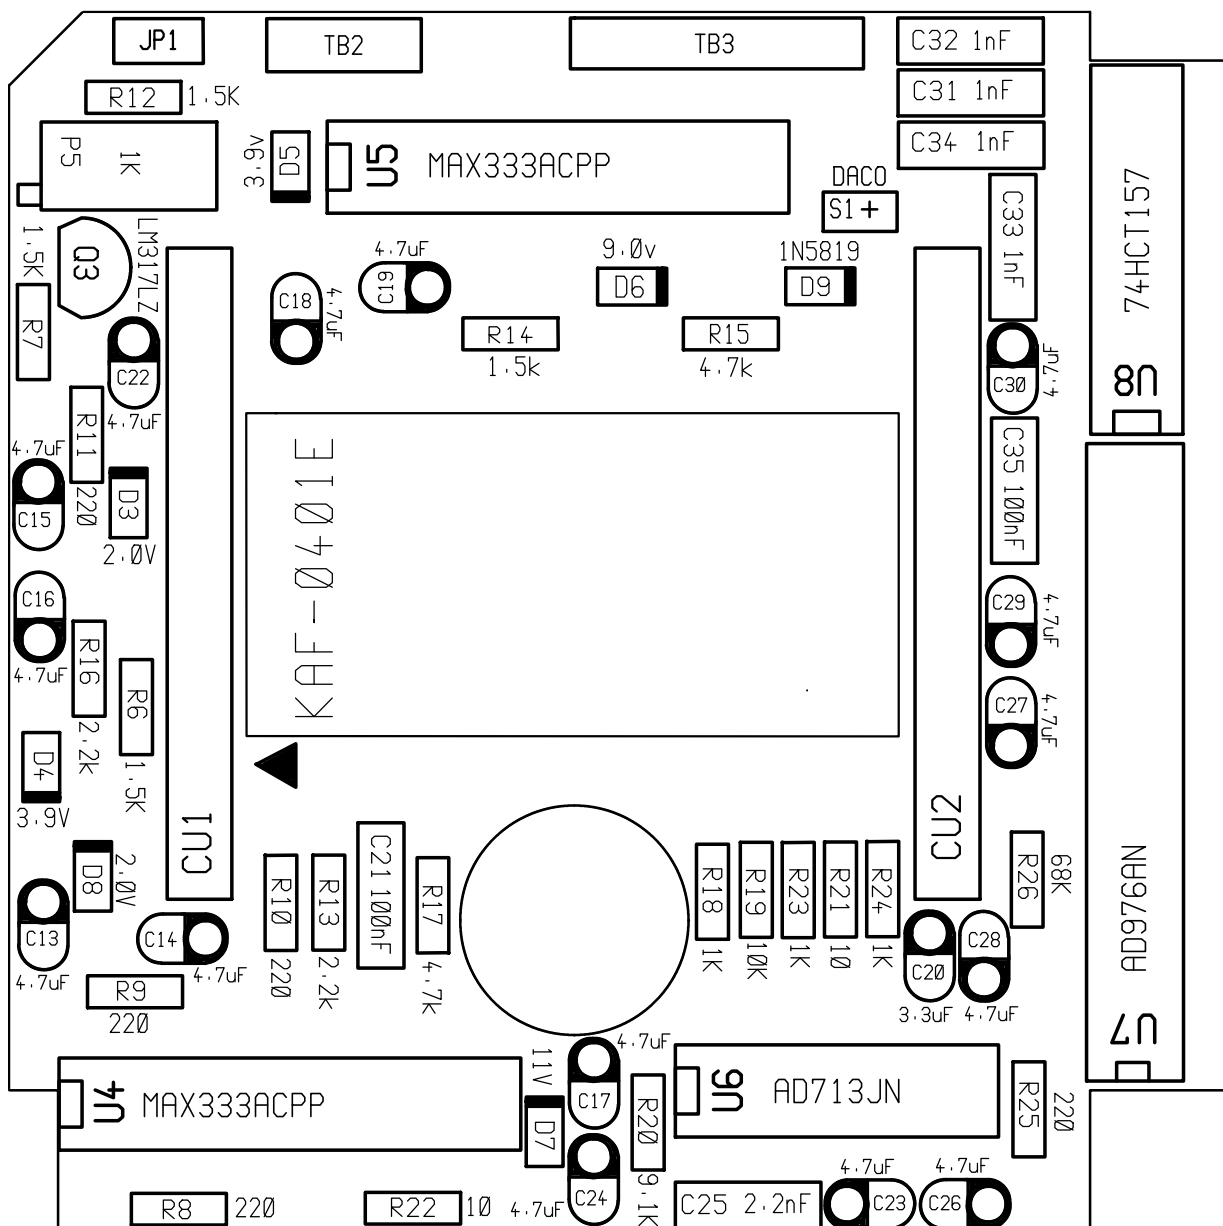 JP1
TB2
TB3
C32 1nF
R12 1.5K
C31 1nF
P5 1K
D5 3.9v
U5 MAX333ACPP
C34 1nF
DACO
S1+
C33 1nF
74HCT157
U8
Q3 LM317LZ
1.5K
R7
4.7uF
C19
C18
4.7uF
9.0v
D6
1N5819
D9
R14
1.5k
R15
4.7k
C22
4.7uF
C30
4.7uF
R11
220
4.7uF
C15
D3
2.0V
KAF-0401E
C35 100nF
C16
4.7uF
R16
2.2k
R6
1.5K
C29
4.7uF
C27
4.7uF
D4
3.9V
CU1
CU2
D8
2.0V
C13
4.7uF
C14
4.7uF
R10
220
R13
2.2k
C21 100nF
R17
4.7k
R18
1K
R19
10K
R23
1K
R21
10
R24
1K
R26
68K
C20
3.3uF
C28
4.7uF
AD976AN
U7
R9
220
U4 MAX333ACPP
11V
D7
4.7uF
C17
R20
9.1K
U6 AD713JN
R25
220
R8 220
R22 10
4.7uF
C24
C25 2.2nF
4.7uF
C23
4.7uF
C26